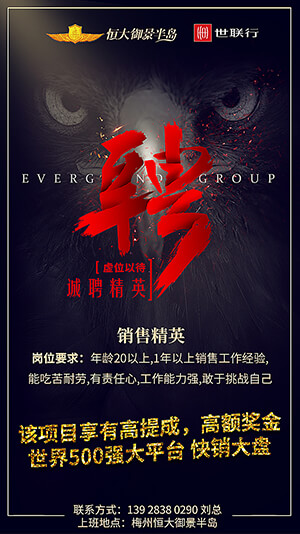 恒大御景半岛 世联行
聘
EVERGRANDE GROUP
[虚位以待]
诚聘精英
销售精英
岗位要求：年龄20以上,1年以上销售工作经验,
能吃苦耐劳,有责任心,工作能力强,敢于挑战自己
该项目享有高提成，高额奖金
世界500强大平台 快销大盘
联系方式：139 2838 0290 刘总
上班地点：梅州恒大御景半岛